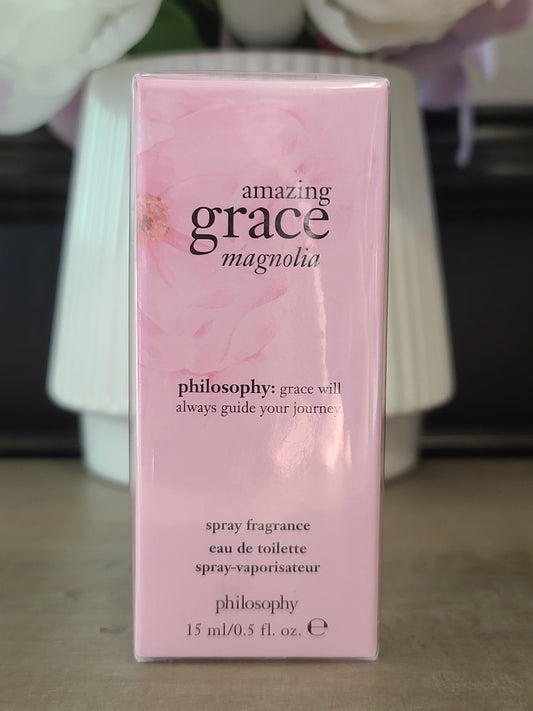 amazing
grace
magnolia
philosophy: grace will
always guide your journey.
spray fragrance
eau de toilette
spray-vaporisateur
philosophy
15 ml/0.5 fl. oz. ℮